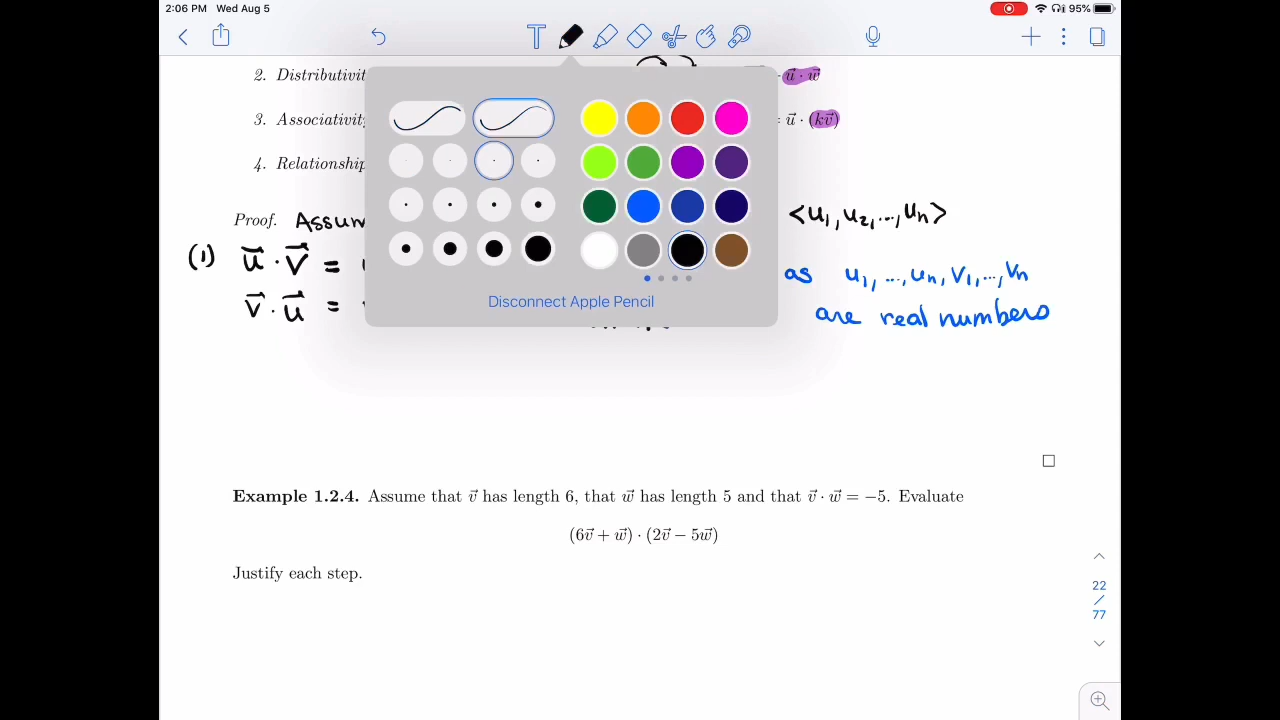 2:06 PM Wed Aug 5 95%
T
2. Distributivit · u⃗ · w⃗
3. Associativity = u⃗ · (kv⃗)
4. Relationship
Proof. Assum <u₁, u₂, ..., uₙ>
(1) u⃗ · v⃗ =
as u₁, ..., uₙ, v₁, ..., vₙ
v⃗ · u⃗ =
are real numbers
Disconnect Apple Pencil
□
Example 1.2.4. Assume that v⃗ has length 6, that w⃗ has length 5 and that v⃗ · w⃗ = −5. Evaluate
(6v⃗ + w⃗) · (2v⃗ − 5w⃗)
Justify each step.
22
/
77